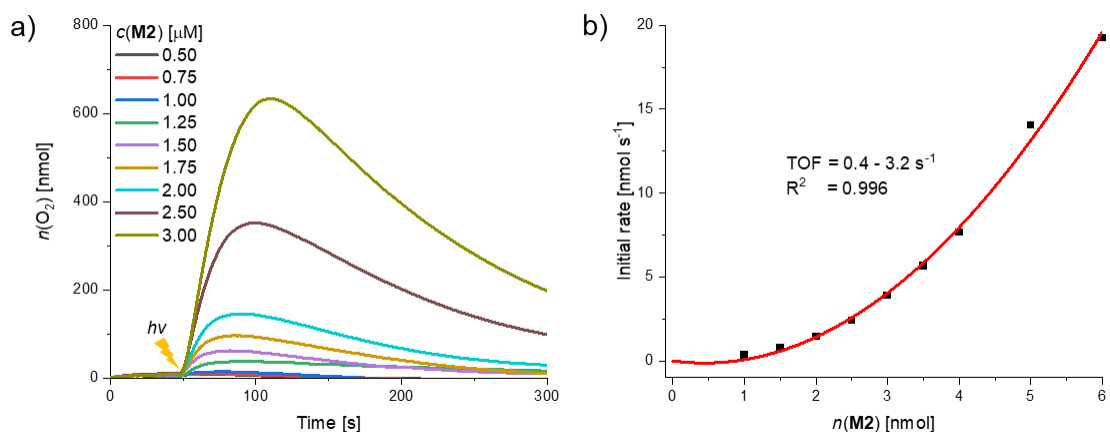 a)
c(M2) [μM]
0.50
0.75
1.00
1.25
1.50
1.75
2.00
2.50
3.00
hν
n(O₂) [nmol]
800
600
400
200
0
0 100 200 300
Time [s]
b)
TOF = 0.4 - 3.2 s⁻¹
R² = 0.996
Initial rate [nmol s⁻¹]
20
15
10
5
0
0 1 2 3 4 5 6
n(M2) [nmol]